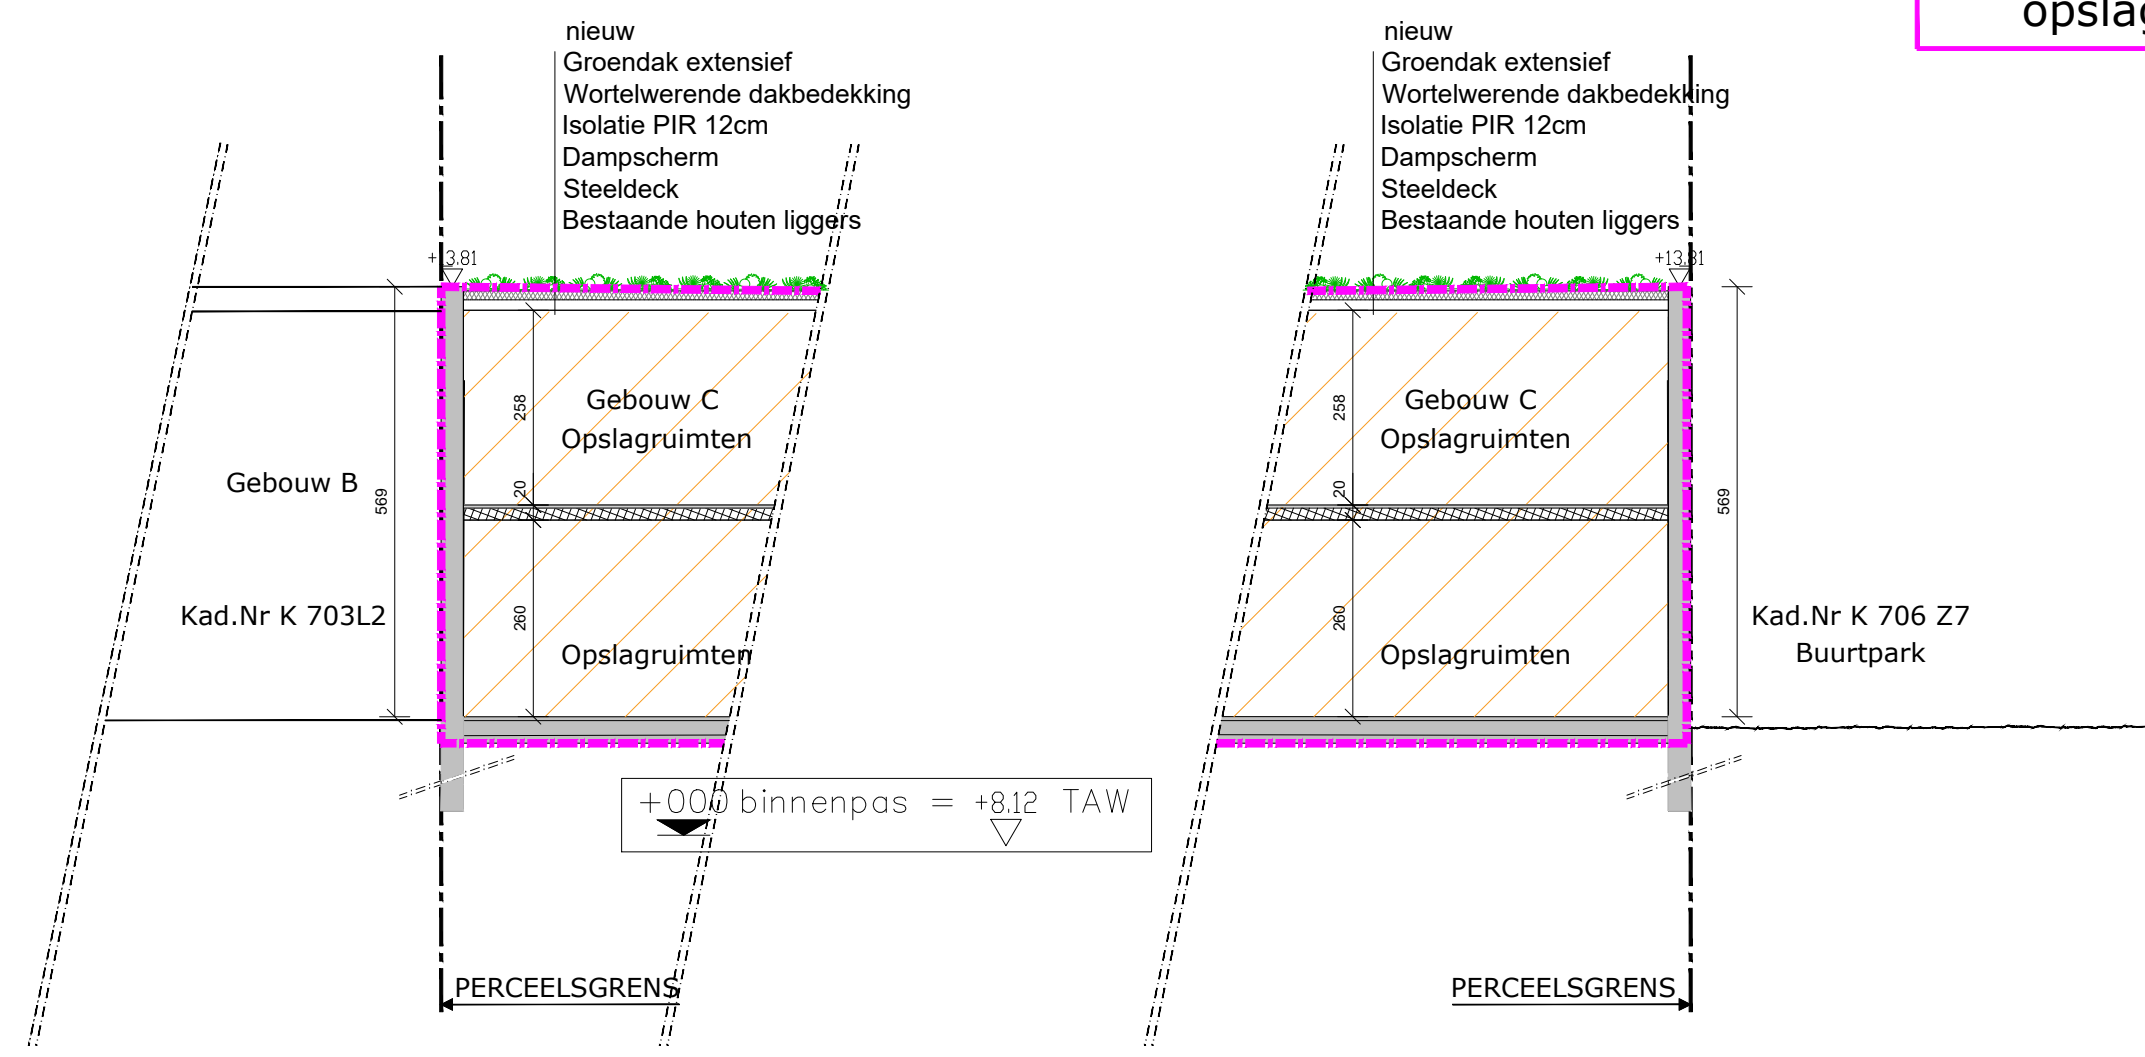 opslag
nieuw
Groendak extensief
Wortelwerende dakbedekking
Isolatie PIR 12cm
Dampscherm
Steeldeck
Bestaande houten liggers
nieuw
Groendak extensief
Wortelwerende dakbedekking
Isolatie PIR 12cm
Dampscherm
Steeldeck
Bestaande houten liggers
+13.81
+13.81
258
Gebouw C
Opslagruimten
258
Gebouw C
Opslagruimten
Gebouw B
569
20
20
569
Kad.Nr K 703L2
260
Opslagruimten
260
Opslagruimten
Kad.Nr K 706 Z7
Buurtpark
+000 binnenpas = +8.12 TAW
PERCEELSGRENS
PERCEELSGRENS